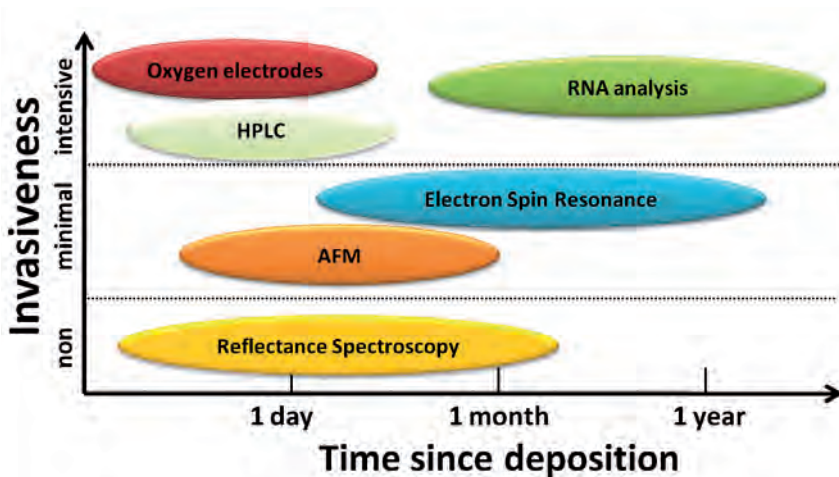 Invasiveness
intensive
minimal
non
Oxygen electrodes
RNA analysis
HPLC
Electron Spin Resonance
AFM
Reflectance Spectroscopy
1 day
1 month
1 year
Time since deposition